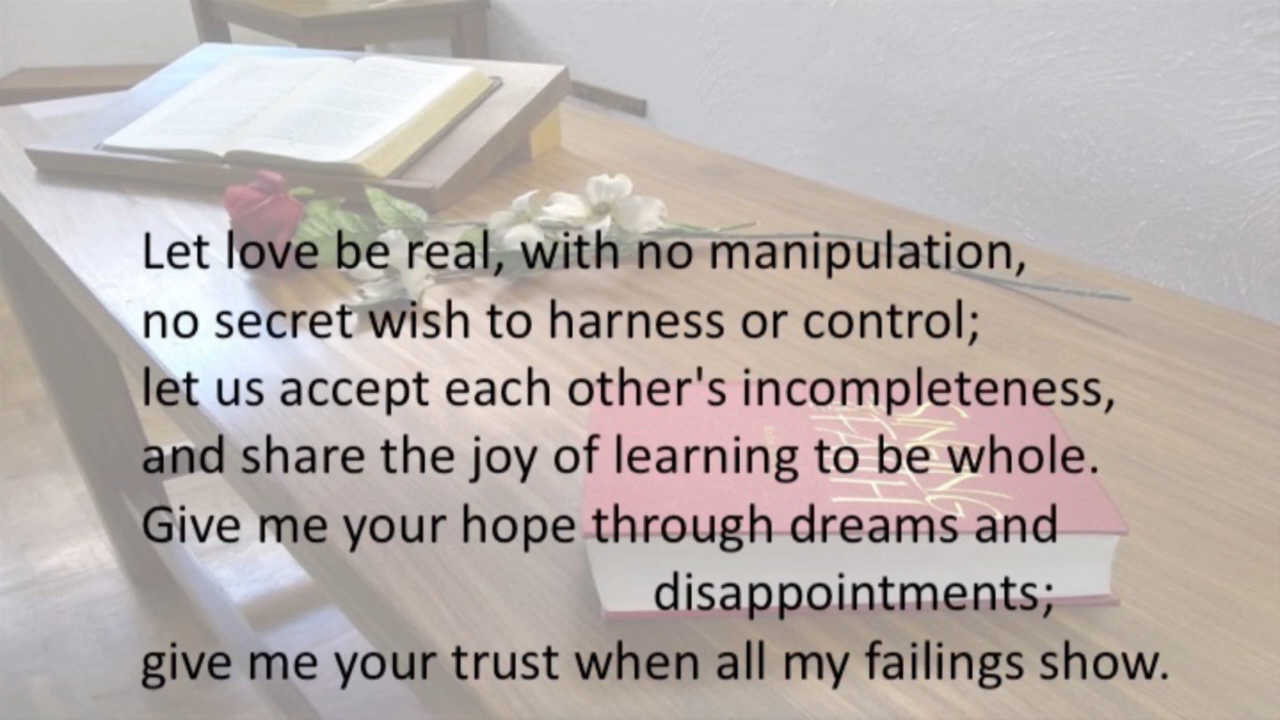 Let love be real, with no manipulation,
no secret wish to harness or control;
let us accept each other's incompleteness,
and share the joy of learning to be whole.
Give me your hope through dreams and
disappointments;
give me your trust when all my failings show.
SING
FAITH